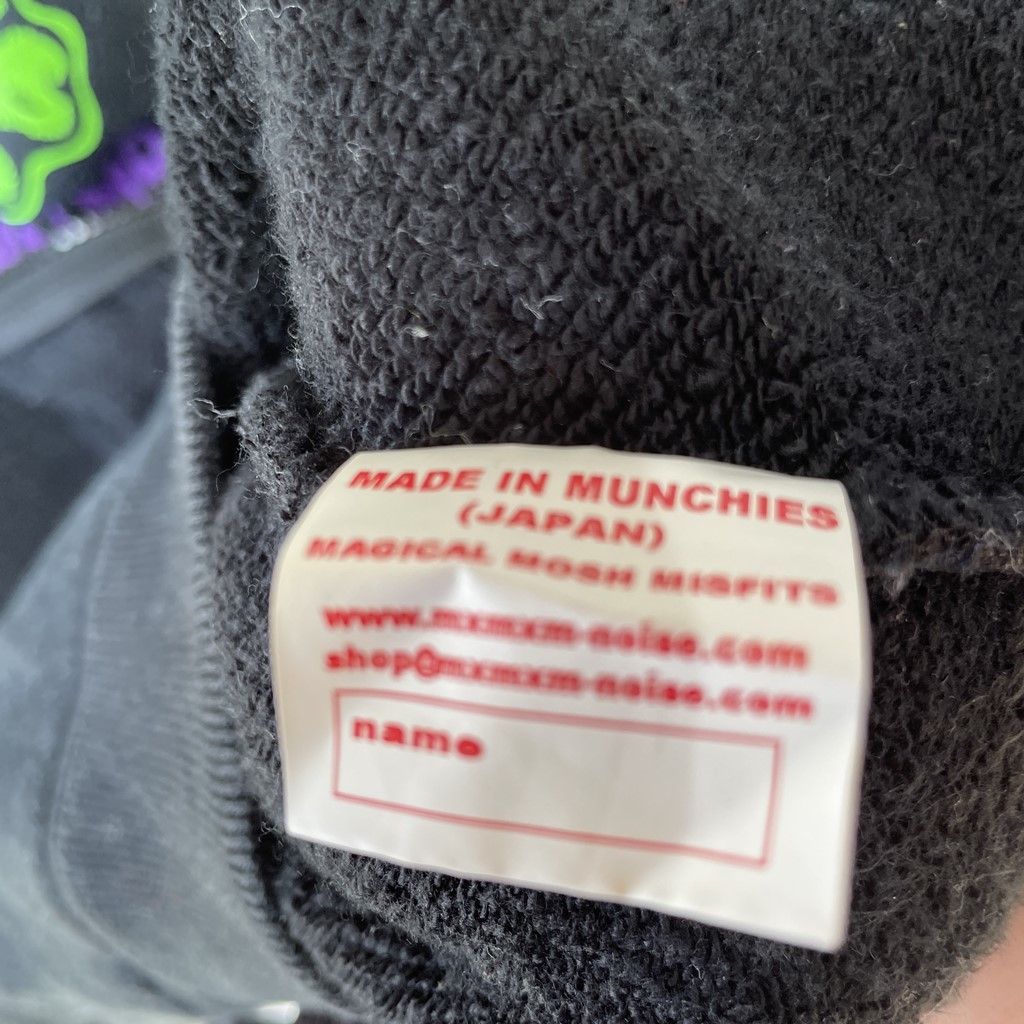 MADE IN MUNCHIES
(JAPAN)
MAGICAL MOSH MISFITS
www.mxmxm-noise.com
shop@mxmxm-noise.com
name